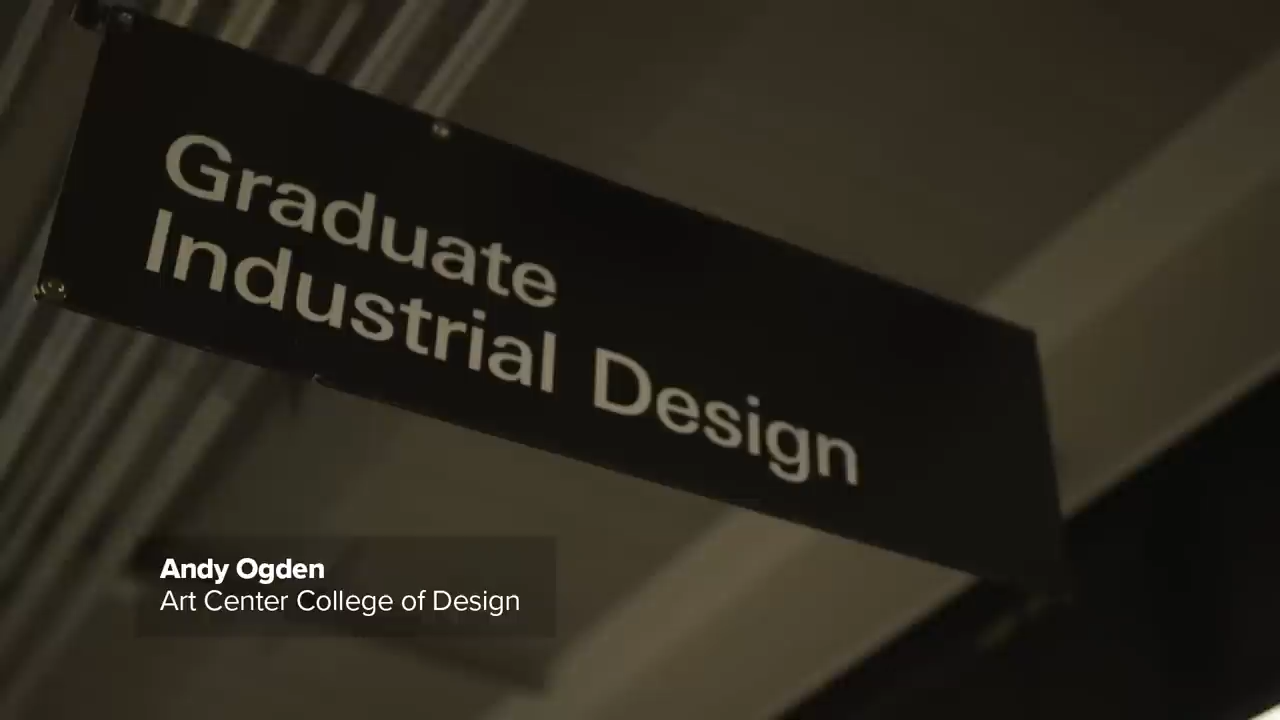 Graduate
Industrial Design
Andy Ogden
Art Center College of Design